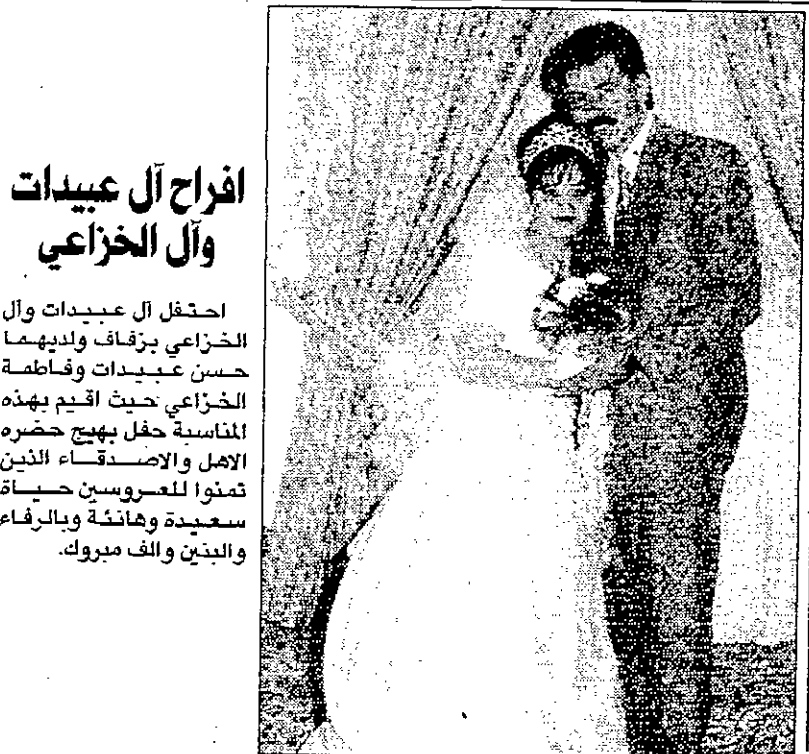 افراح آل عبيدات
وآل الخزاعي
احتفل آل عبيدات وآل
الخزاعي بزفاف ولديهما
حسن عبيدات وفاطمة
الخزاعي حيث اقيم بهذه
المناسبة حفل بهيج حضره
الاهل والاصدقاء الذين
تمنوا للعروسين حياة
سعيدة وهانئة وبالرفاء
والبنين والف مبروك.